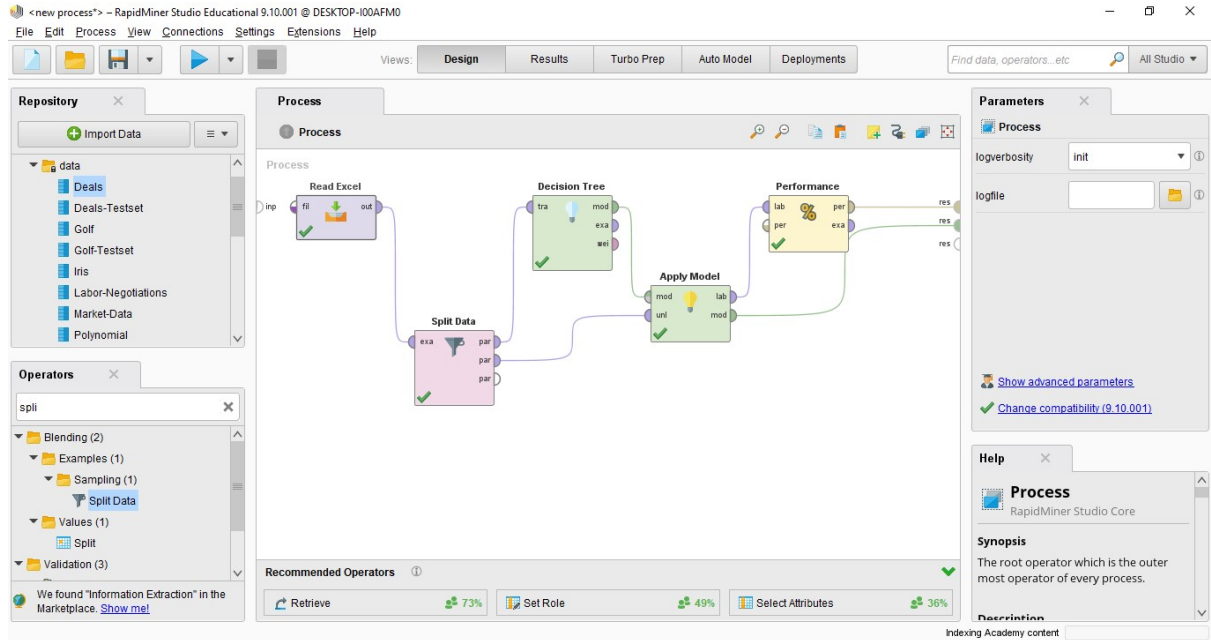 <new process*> – RapidMiner Studio Educational 9.10.001 @ DESKTOP-I00AFM0
File Edit Process View Connections Settings Extensions Help
Views: Design Results Turbo Prep Auto Model Deployments
Find data, operators...etc All Studio
Repository
Import Data
data
Deals
Deals-Testset
Golf
Golf-Testset
Iris
Labor-Negotiations
Market-Data
Polynomial
Operators
spli
Blending (2)
Examples (1)
Sampling (1)
Split Data
Values (1)
Split
Validation (3)
We found "Information Extraction" in the
Marketplace. Show me!
Process
Process
Process
Read Excel
inp
fil out
Decision Tree
tra mod
exa
wei
Performance
lab per
per exa
res
res
res
Apply Model
mod lab
unl mod
Split Data
exa par
par
par
Recommended Operators
Retrieve 73%
Set Role 49%
Select Attributes 36%
Parameters
Process
logverbosity init
logfile
Show advanced parameters
Change compatibility (9.10.001)
Help
Process
RapidMiner Studio Core
Synopsis
The root operator which is the outer
most operator of every process.
Description
Indexing Academy content